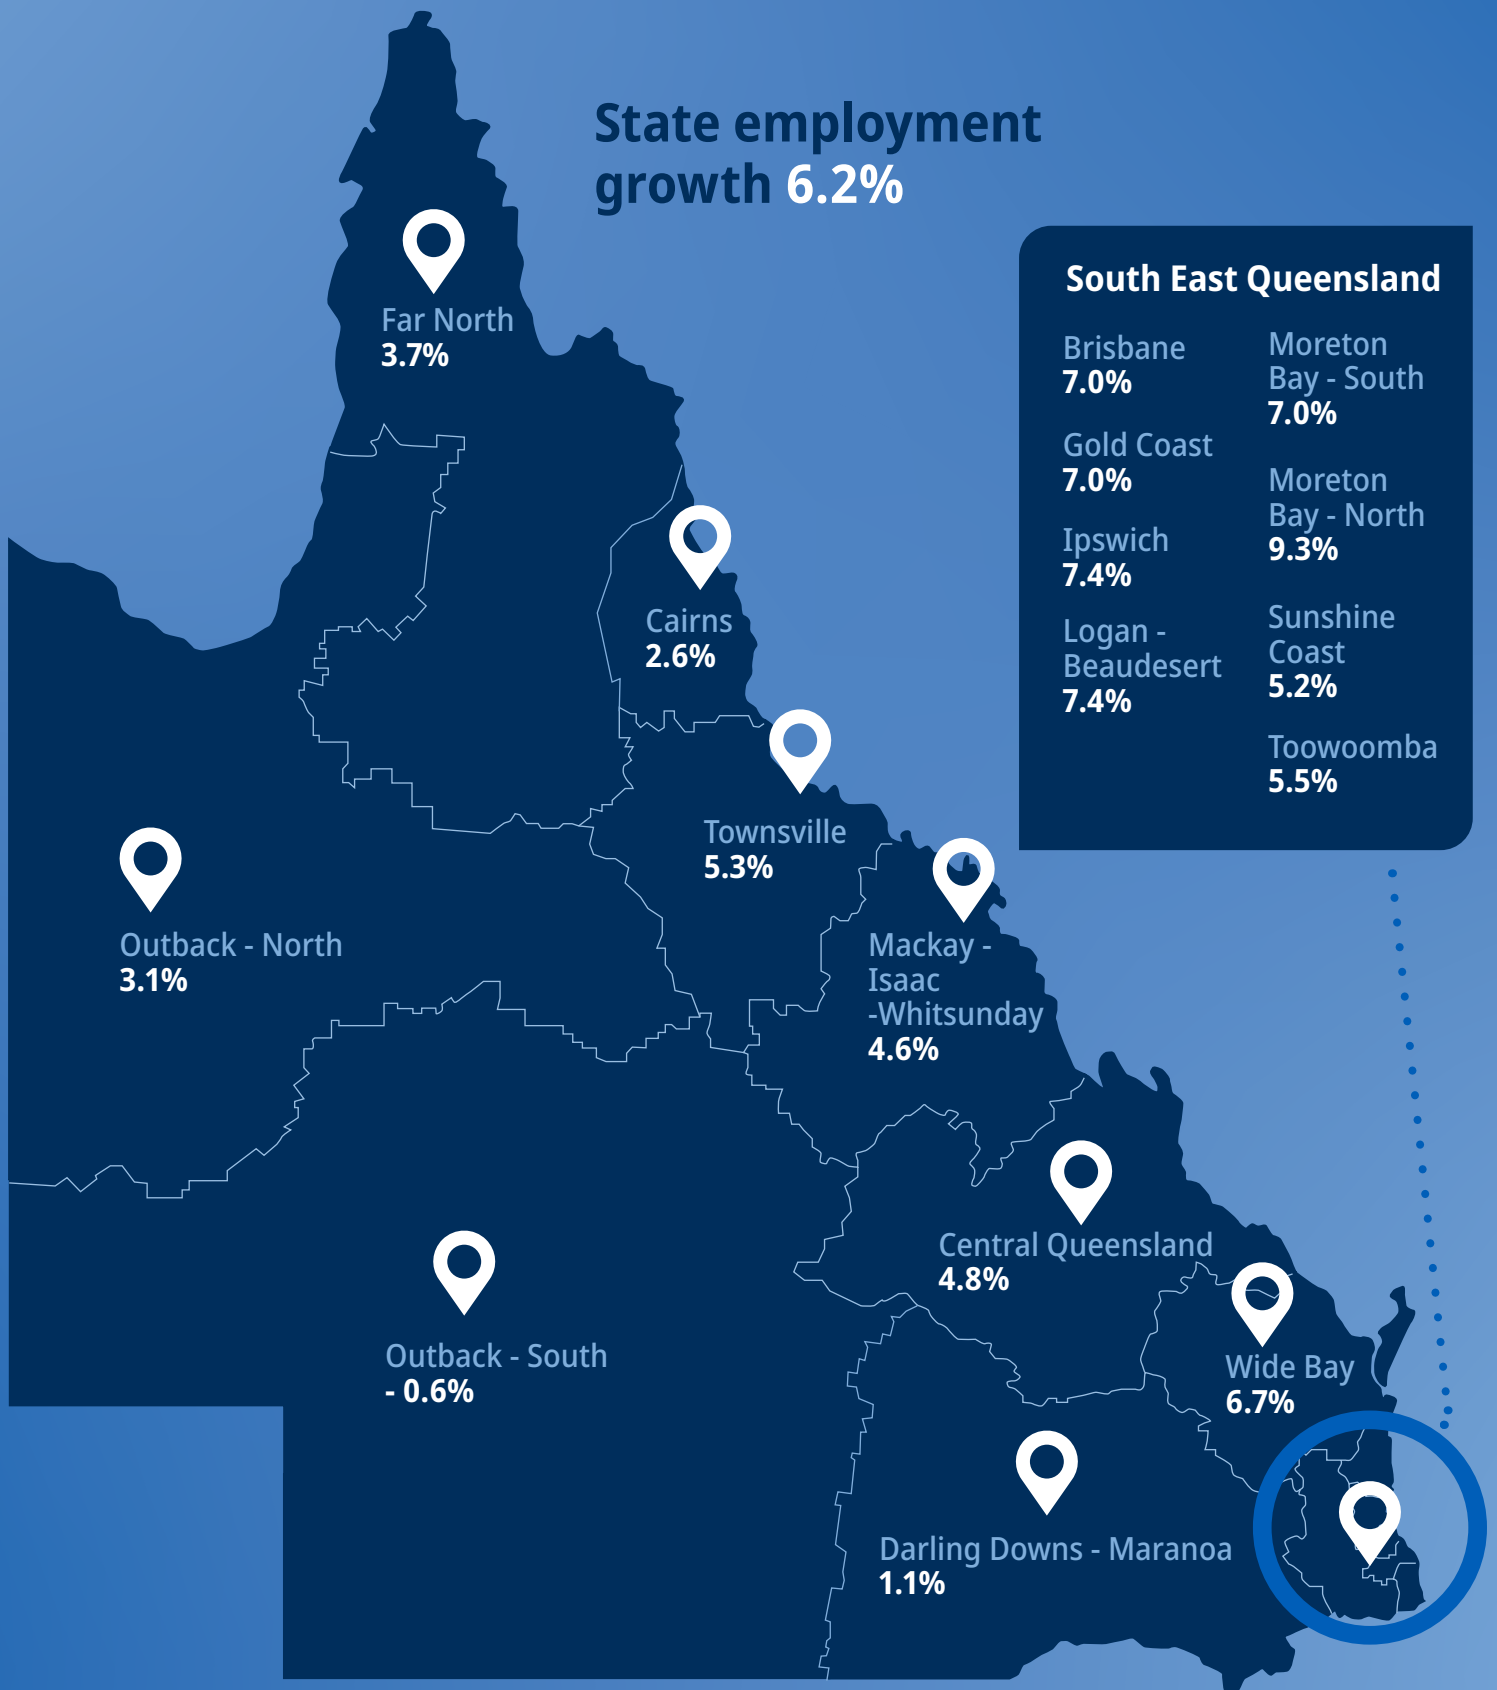 State employment
growth 6.2%
South East Queensland
Brisbane
7.0%
Gold Coast
7.0%
Ipswich
7.4%
Logan -
Beaudesert
7.4%
Moreton
Bay - South
7.0%
Moreton
Bay - North
9.3%
Sunshine
Coast
5.2%
Toowoomba
5.5%
Far North
3.7%
Cairns
2.6%
Townsville
5.3%
Outback - North
3.1%
Mackay -
Isaac
-Whitsunday
4.6%
Central Queensland
4.8%
Outback - South
- 0.6%
Wide Bay
6.7%
Darling Downs - Maranoa
1.1%